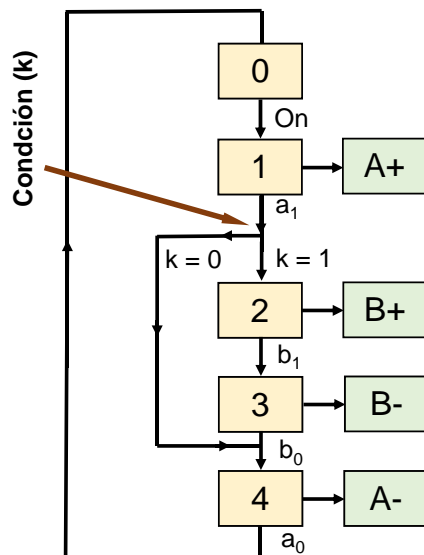 Condción (k)
0
On
1
A+
a₁
k = 0
k = 1
2
B+
b₁
3
B-
b₀
4
A-
a₀